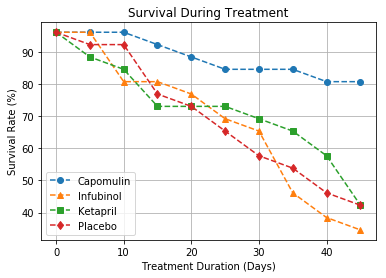 Survival During Treatment
Survival Rate (%)
90
80
70
60
50
40
Capomulin
Infubinol
Ketapril
Placebo
0 10 20 30 40
Treatment Duration (Days)